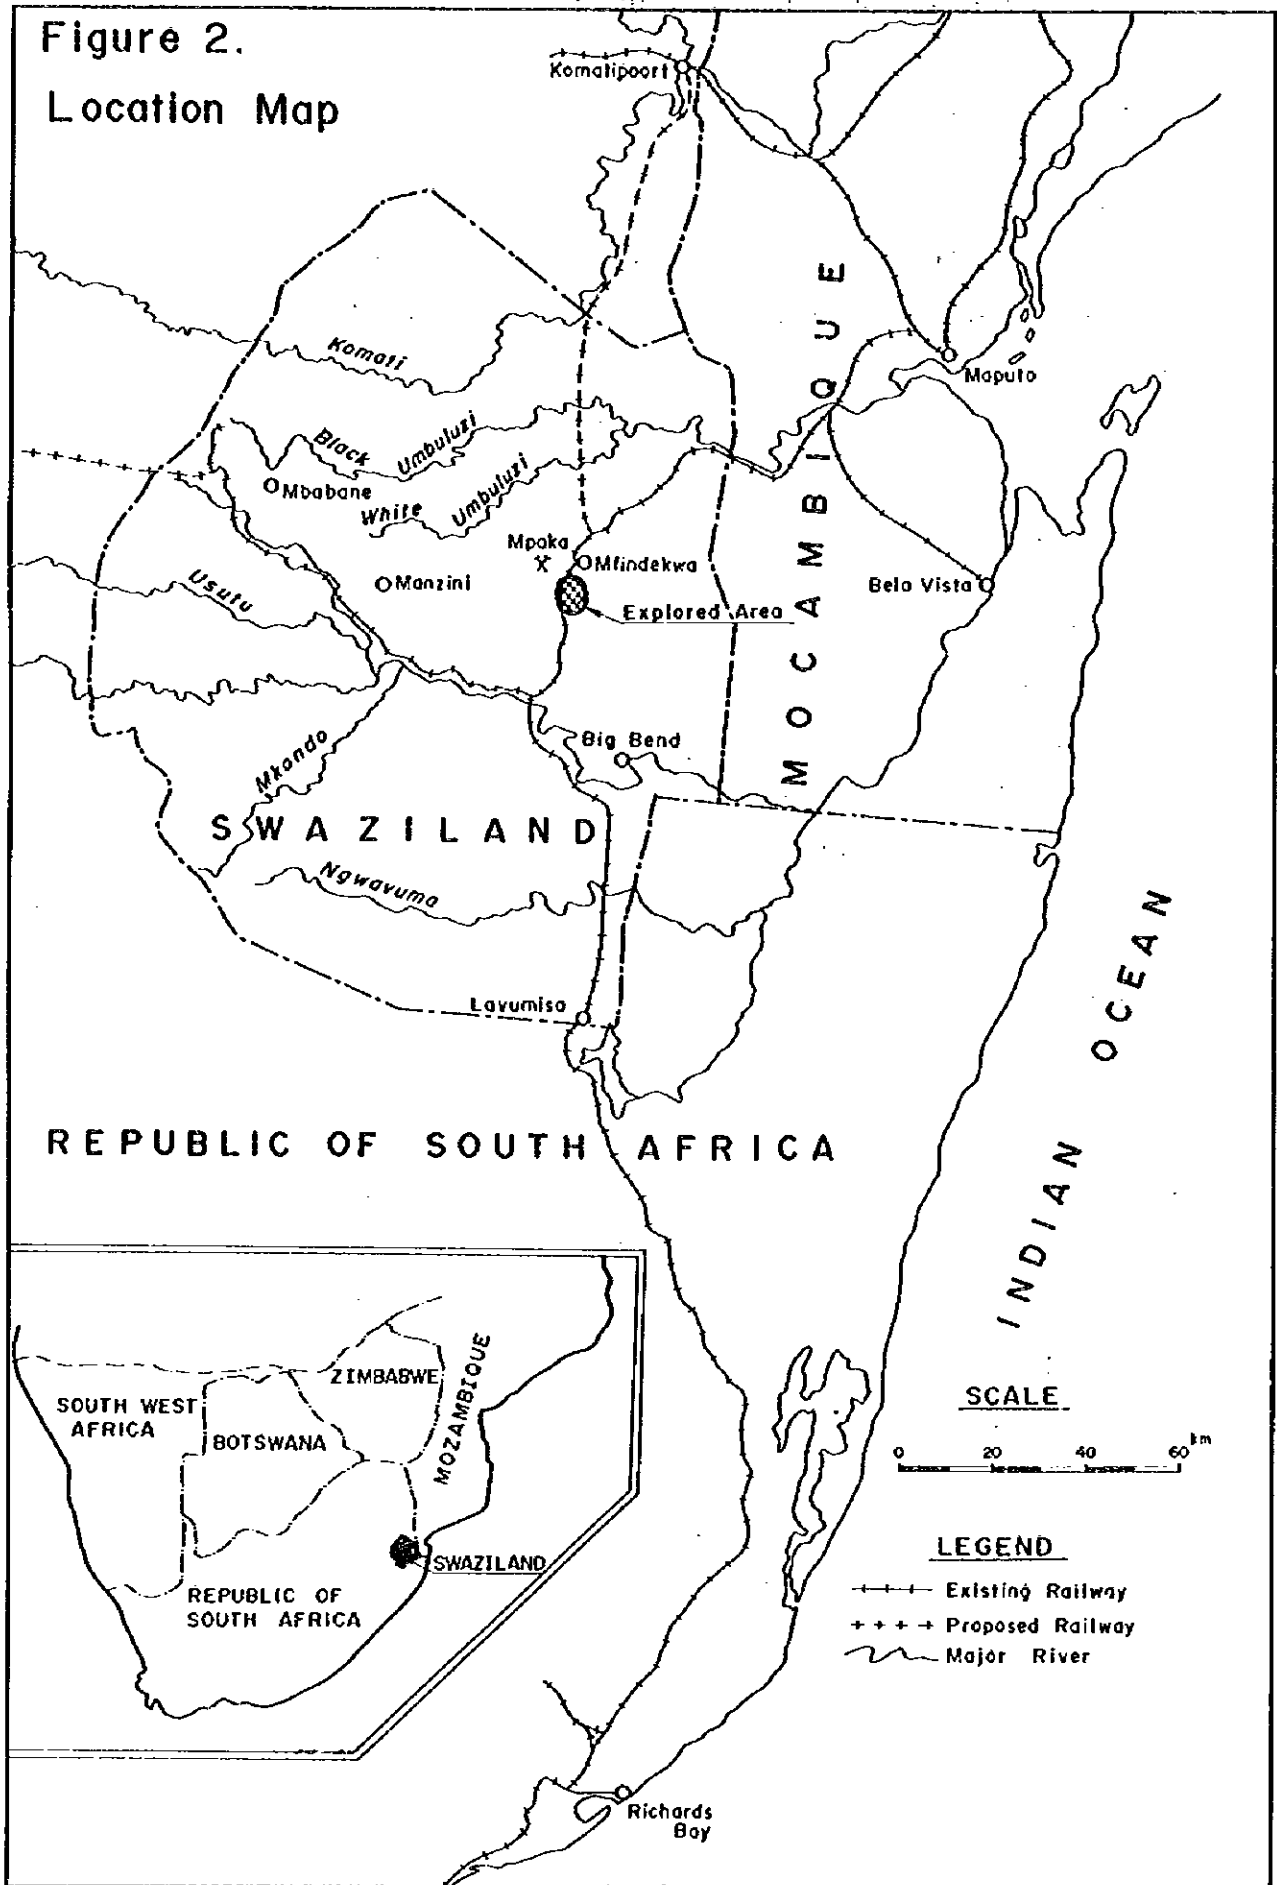 Figure 2.
Location Map
Komatipoort
Komati
MOCAMBIQUE
Maputo
Black Umbuluzi
Mbabane
White Umbuluzi
Mpaka
Mfindekwa
Manzini
Usutu
Explored Area
Bela Vista
Big Bend
Mkondo
SWAZILAND
Ngwavuma
Lavumisa
INDIAN OCEAN
REPUBLIC OF SOUTH AFRICA
ZIMBABWE
MOZAMBIQUE
SOUTH WEST
AFRICA
BOTSWANA
SWAZILAND
REPUBLIC OF
SOUTH AFRICA
SCALE
0 20 40 60 km
LEGEND
Existing Railway
Proposed Railway
Major River
Richards
Bay